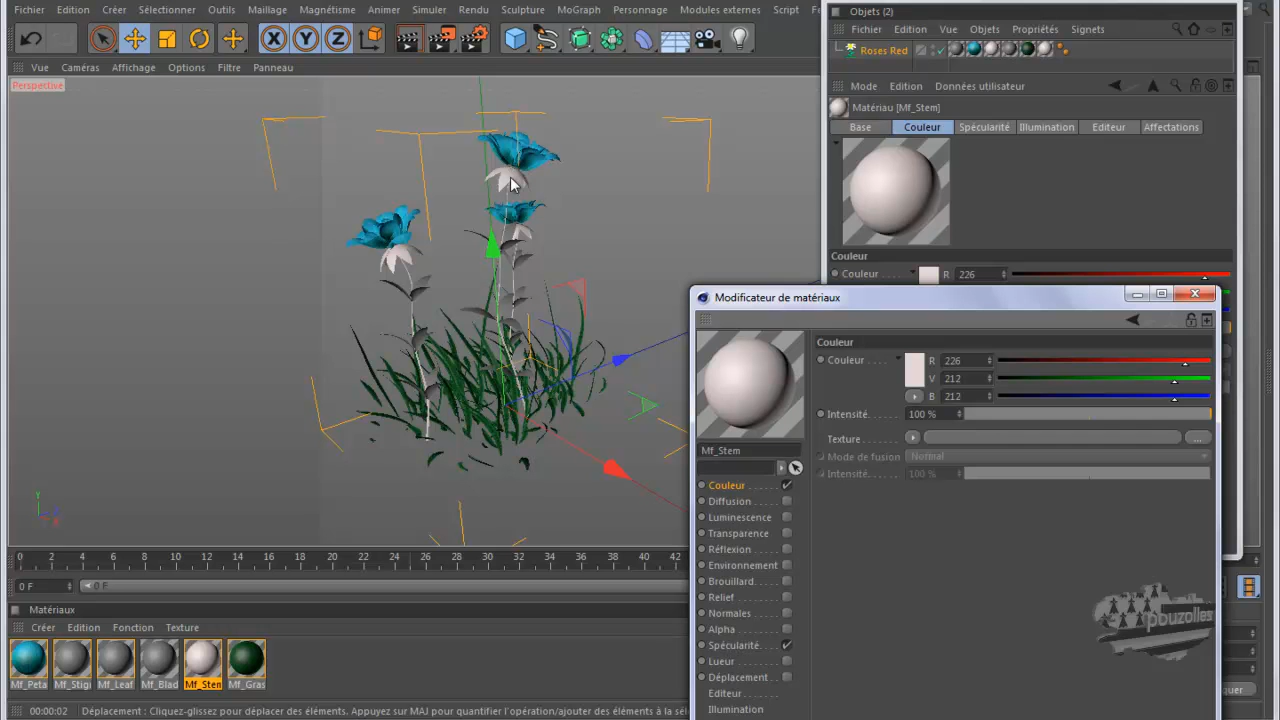 Fichier Edition Créer Sélectionner Outils Maillage Magnétisme Animer Simuler Rendu Sculpture MoGraph Personnage Modules externes Script
Objets (2)
Fichier Edition Vue Objets Propriétés Signets
X Y Z
Roses Red
Vue Caméras Affichage Options Filtre Panneau
Perspective
Mode Edition Données utilisateur
Matériau [Mf_Stem]
Base Couleur Spécularité Illumination Editeur Affectations
Couleur
Couleur R 226
Modificateur de matériaux
Couleur
Couleur . . . . R 226
V 212
B 212
Intensité. 100 %
Texture
Mode de fusion Normal
Intensité. 100 %
Mf_Stem
Couleur
Diffusion
Luminescence
Transparence
Réflexion
Environnement
Brouillard
Relief
Normales
Alpha
Spécularité
Lueur
Déplacement
Editeur
Illumination
Y
0 2 4 6 8 10 12 14 16 18 20 22 24 26 28 30 32 34 36 38 40 42
0 F 0 F
Matériaux
Créer Edition Fonction Texture
Mf_Peta Mf_Stig Mf_Leaf Mf_Blad Mf_Stem Mf_Gras
00:00:02 Déplacement : Cliquez-glissez pour déplacer des éléments. Appuyez sur MAJ pour quantifier l'opération/ajouter des éléments à la sé
pouzolles
quer